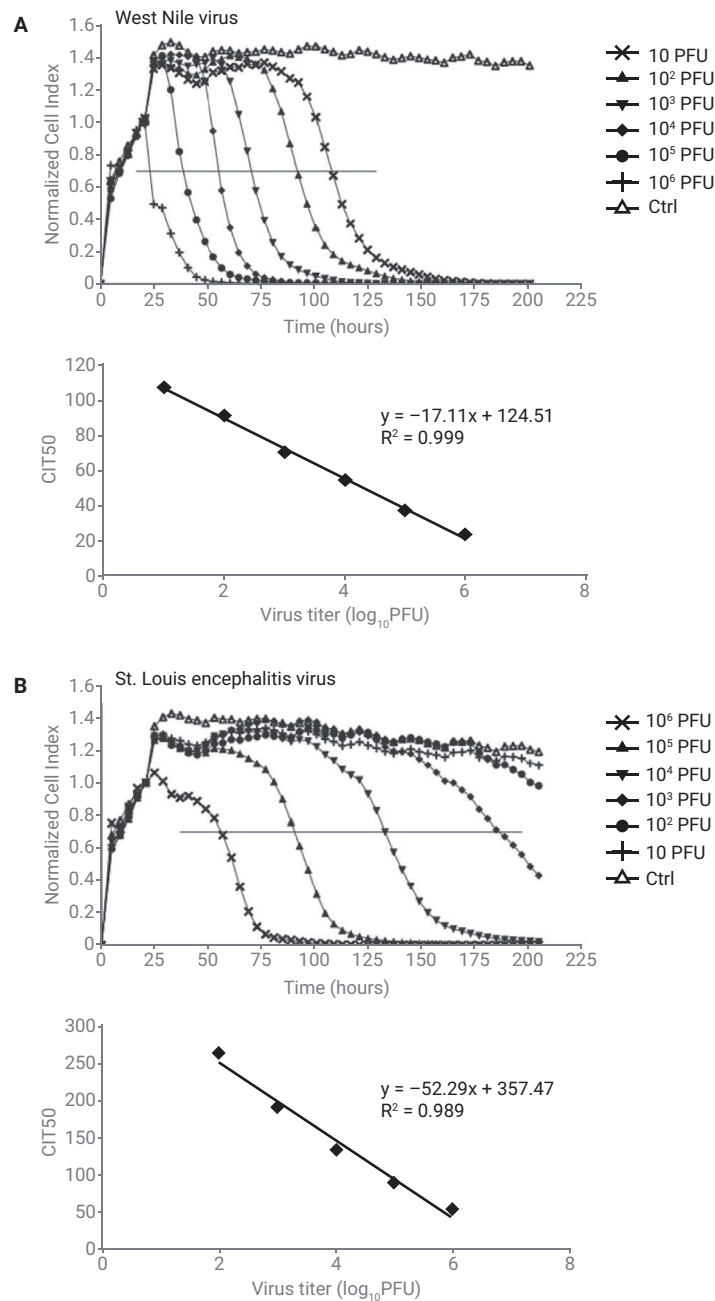 A
West Nile virus
Normalized Cell Index
1.6
1.4
1.2
1.0
0.8
0.6
0.4
0.2
0
0 25 50 75 100 125 150 175 200 225
Time (hours)
10 PFU
10² PFU
10³ PFU
10⁴ PFU
10⁵ PFU
10⁶ PFU
Ctrl
CIT50
120
100
80
60
40
20
0
0 2 4 6 8
y = −17.11x + 124.51
R² = 0.999
Virus titer (log₁₀PFU)
B
St. Louis encephalitis virus
Normalized Cell Index
1.6
1.4
1.2
1.0
0.8
0.6
0.4
0.2
0
0 25 50 75 100 125 150 175 200 225
Time (hours)
10⁶ PFU
10⁵ PFU
10⁴ PFU
10³ PFU
10² PFU
10 PFU
Ctrl
CIT50
300
250
200
150
100
50
0
0 2 4 6 8
y = −52.29x + 357.47
R² = 0.989
Virus titer (log₁₀PFU)